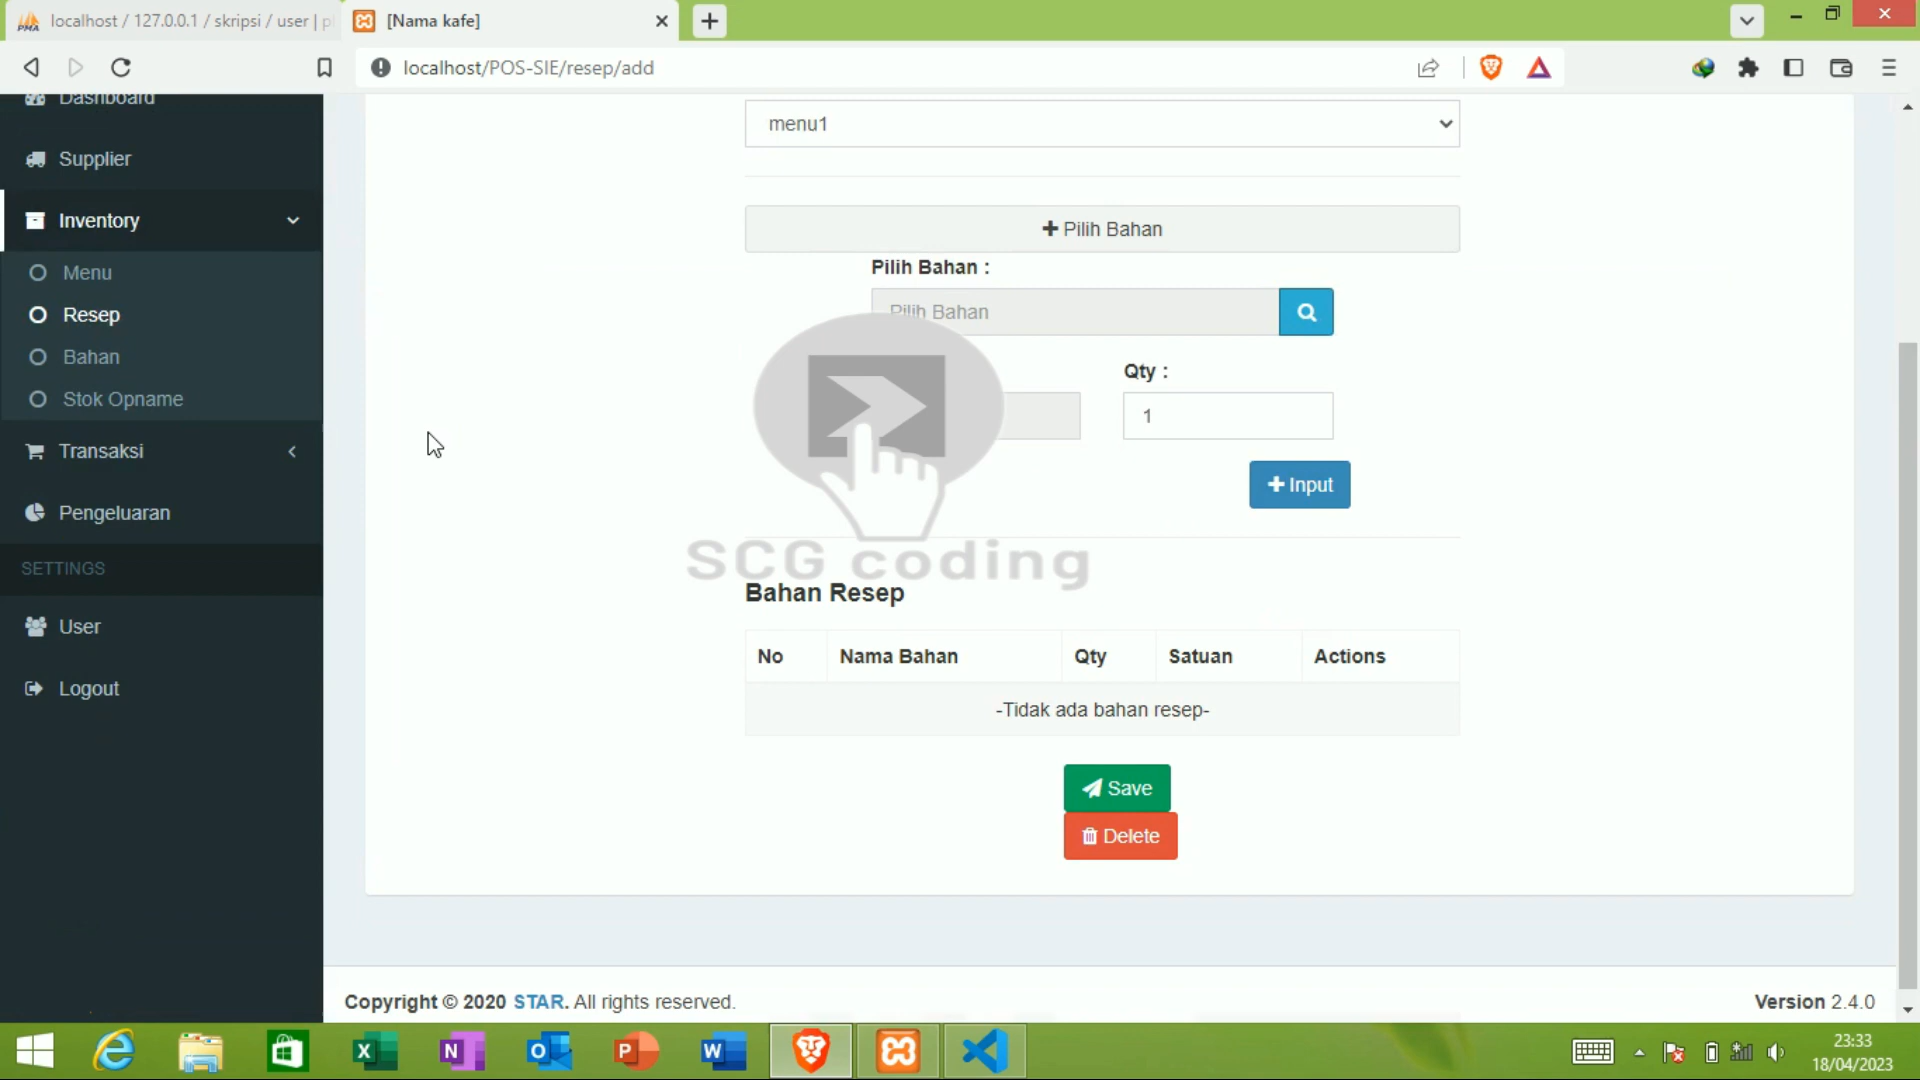 localhost / 127.0.0.1 / skripsi / user |
[Nama kafe]
localhost/POS-SIE/resep/add
Dashboard
Supplier
Inventory
Menu
Resep
Bahan
Stok Opname
Transaksi
Pengeluaran
SETTINGS
User
Logout
menu1
Pilih Bahan
Pilih Bahan :
Pilih Bahan
Qty :
1
Input
SCG coding
Bahan Resep
No Nama Bahan Qty Satuan Actions
-Tidak ada bahan resep-
Save
Delete
Copyright © 2020 STAR. All rights reserved.
Version 2.4.0
23:33
18/04/2023